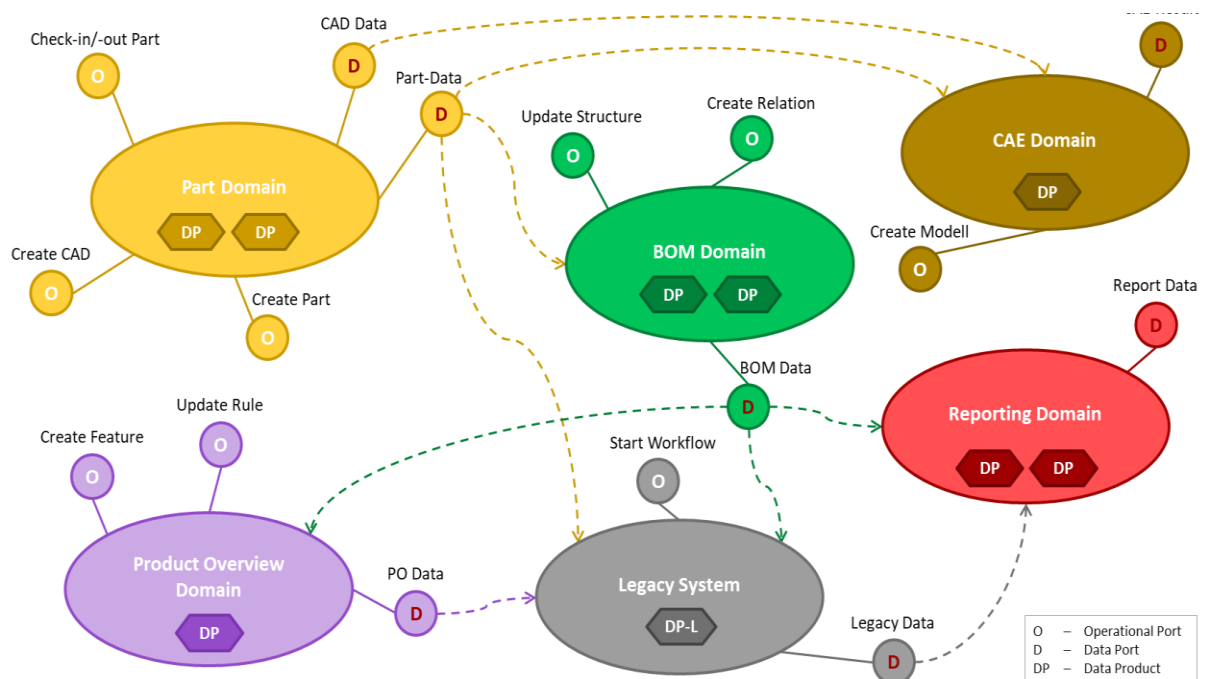 CAD Data
Check-in/-out Part
D
O
Part-Data
D
Part Domain
DP
DP
Create CAD
O
Create Part
O
Update Structure
O
Create Relation
O
BOM Domain
DP
DP
BOM Data
D
D
CAE Domain
DP
Create Modell
O
Report Data
D
Reporting Domain
DP
DP
Update Rule
O
Create Feature
O
Product Overview
Domain
DP
PO Data
D
Start Workflow
O
Legacy System
DP-L
Legacy Data
D
O – Operational Port
D – Data Port
DP – Data Product